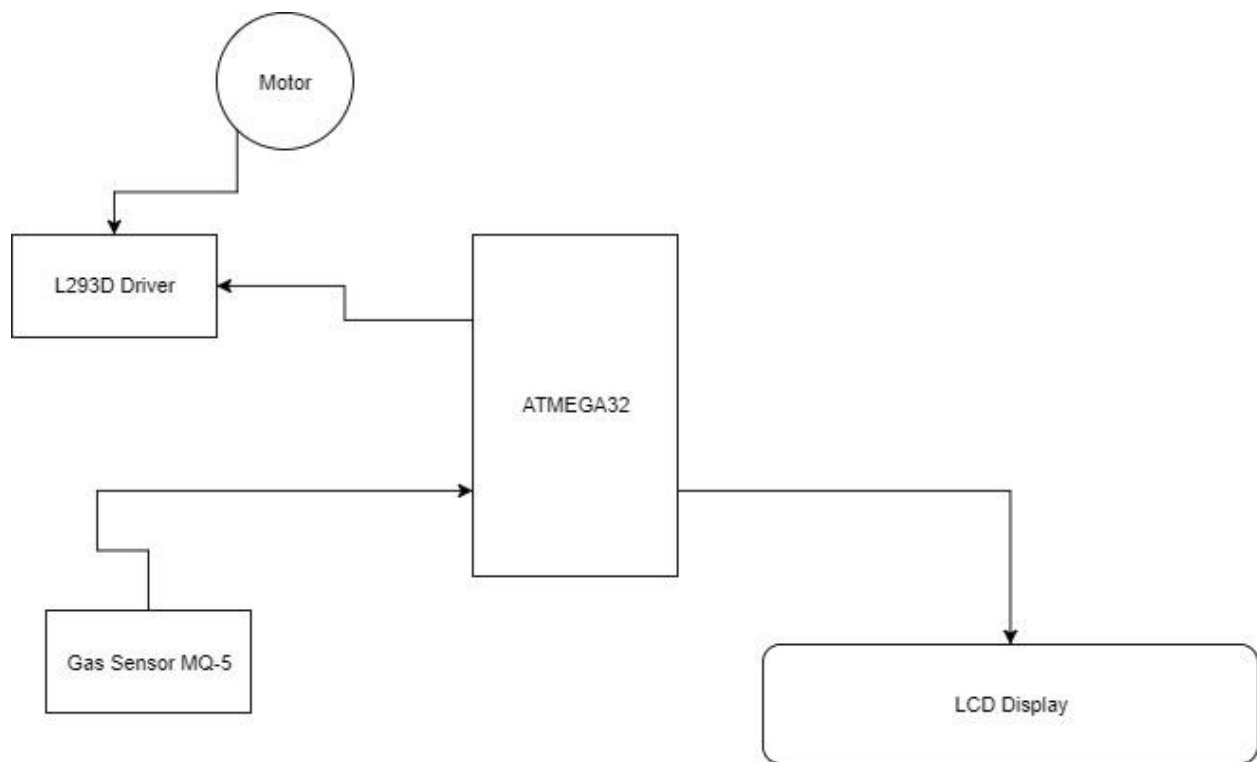 Motor
L293D Driver
ATMEGA32
Gas Sensor MQ-5
LCD Display